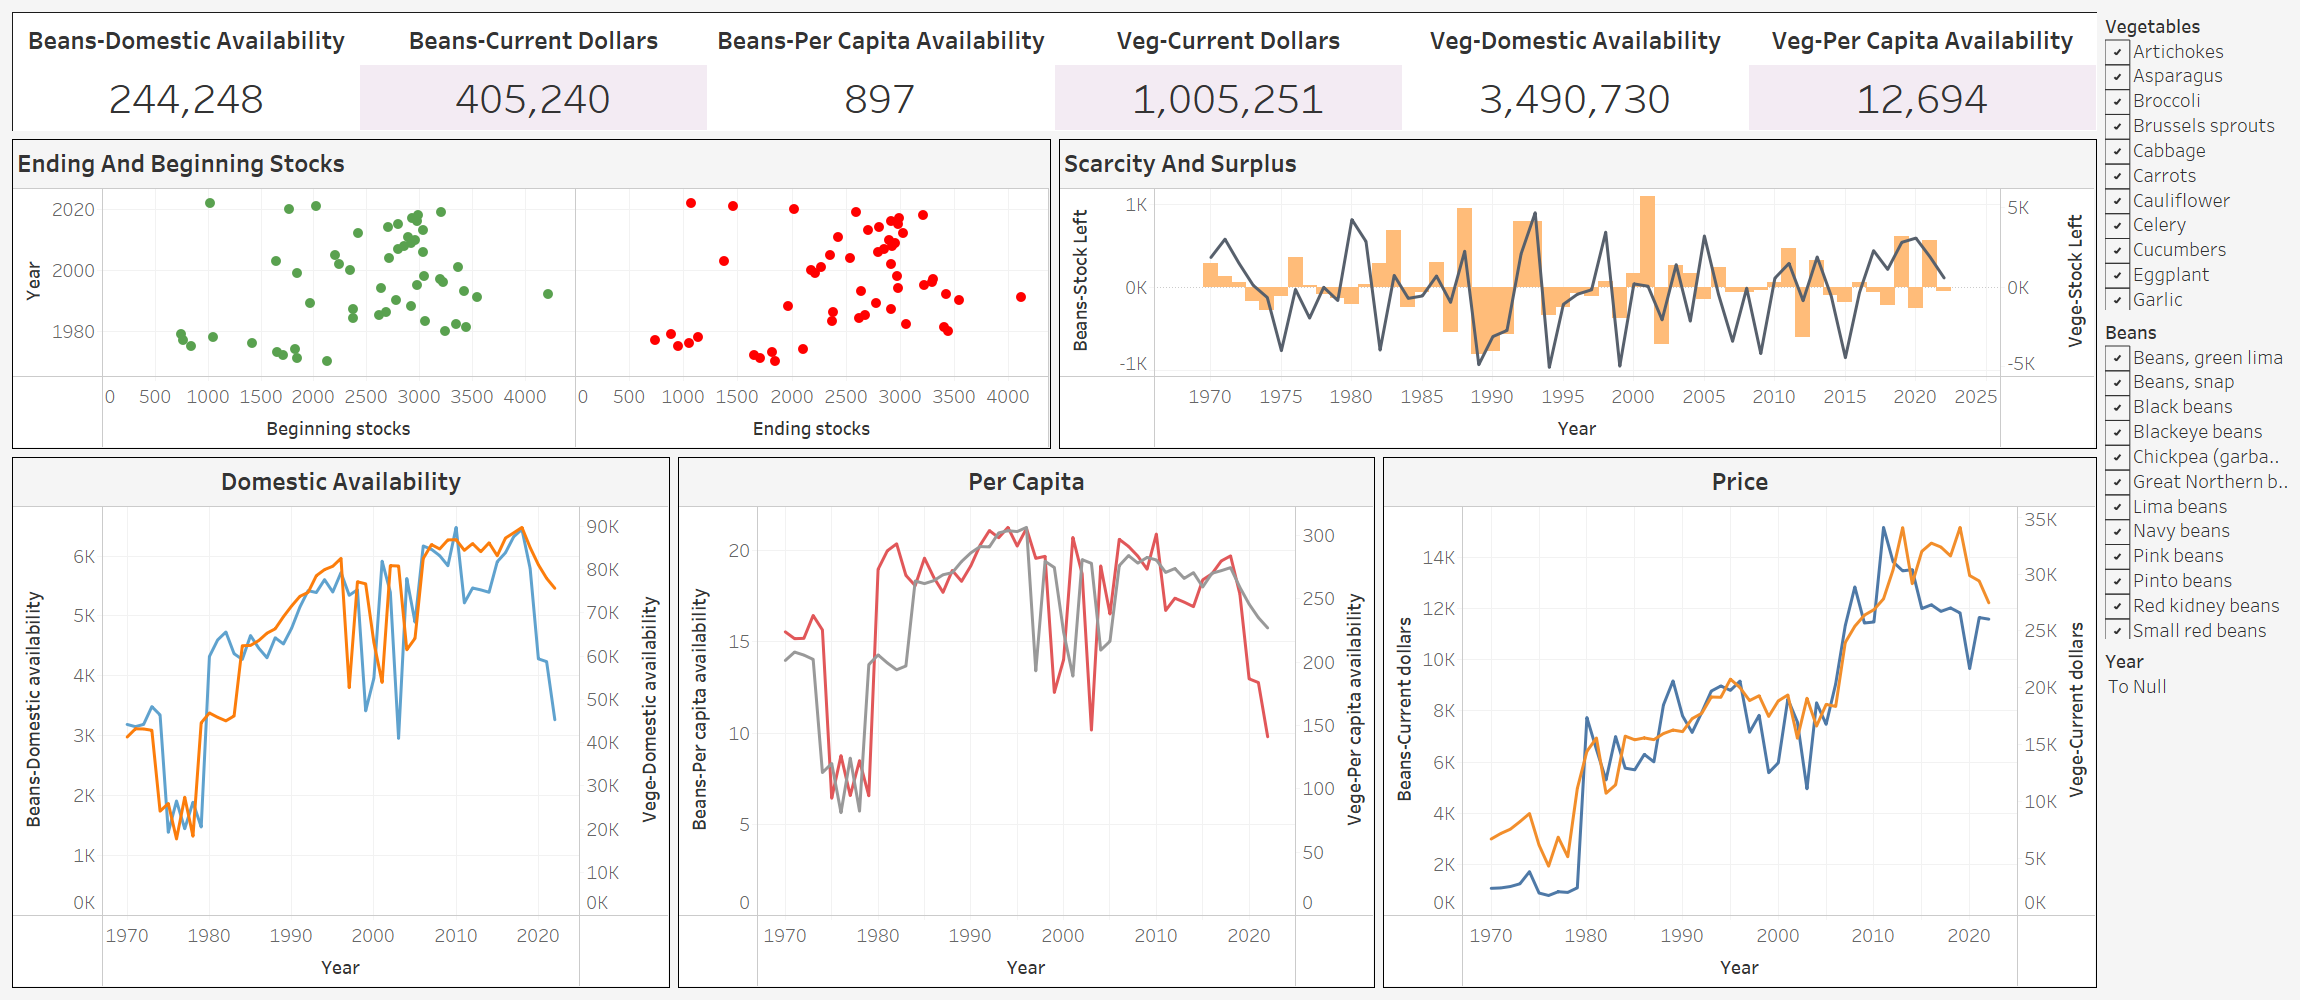 Beans-Domestic Availability
244,248
Beans-Current Dollars
405,240
Beans-Per Capita Availability
897
Veg-Current Dollars
1,005,251
Veg-Domestic Availability
3,490,730
Veg-Per Capita Availability
12,694
Ending And Beginning Stocks
Year
2020
2000
1980
0 500 1000 1500 2000 2500 3000 3500 4000
Beginning stocks
0 500 1000 1500 2000 2500 3000 3500 4000
Ending stocks
Scarcity And Surplus
Beans-Stock Left
1K
0K
-1K
5K
0K
-5K
Vege-Stock Left
1970 1975 1980 1985 1990 1995 2000 2005 2010 2015 2020 2025
Year
Domestic Availability
Beans-Domestic availability
6K
5K
4K
3K
2K
1K
0K
90K
80K
70K
60K
50K
40K
30K
20K
10K
0K
Vege-Domestic availability
1970 1980 1990 2000 2010 2020
Year
Per Capita
Beans-Per capita availability
20
15
10
5
0
300
250
200
150
100
50
0
Vege-Per capita availability
1970 1980 1990 2000 2010 2020
Year
Price
Beans-Current dollars
14K
12K
10K
8K
6K
4K
2K
0K
35K
30K
25K
20K
15K
10K
5K
0K
Vege-Current dollars
1970 1980 1990 2000 2010 2020
Year
Vegetables
Artichokes
Asparagus
Broccoli
Brussels sprouts
Cabbage
Carrots
Cauliflower
Celery
Cucumbers
Eggplant
Garlic
Beans
Beans, green lima
Beans, snap
Black beans
Blackeye beans
Chickpea (garba..
Great Northern b..
Lima beans
Navy beans
Pink beans
Pinto beans
Red kidney beans
Small red beans
Year
To Null